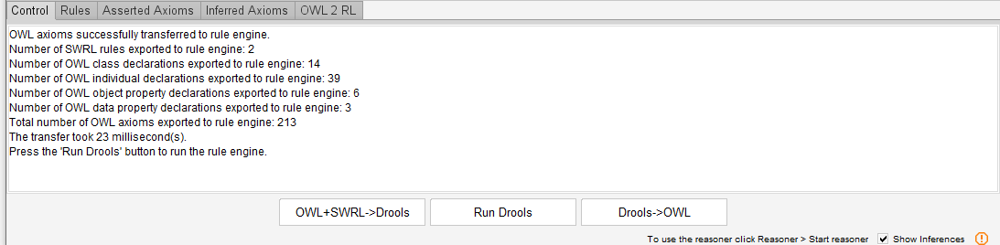 Control Rules Asserted Axioms Inferred Axioms OWL 2 RL
OWL axioms successfully transferred to rule engine.
Number of SWRL rules exported to rule engine: 2
Number of OWL class declarations exported to rule engine: 14
Number of OWL individual declarations exported to rule engine: 39
Number of OWL object property declarations exported to rule engine: 6
Number of OWL data property declarations exported to rule engine: 3
Total number of OWL axioms exported to rule engine: 213
The transfer took 23 millisecond(s).
Press the 'Run Drools' button to run the rule engine.
OWL+SWRL->Drools Run Drools Drools->OWL
To use the reasoner click Reasoner > Start reasoner Show Inferences